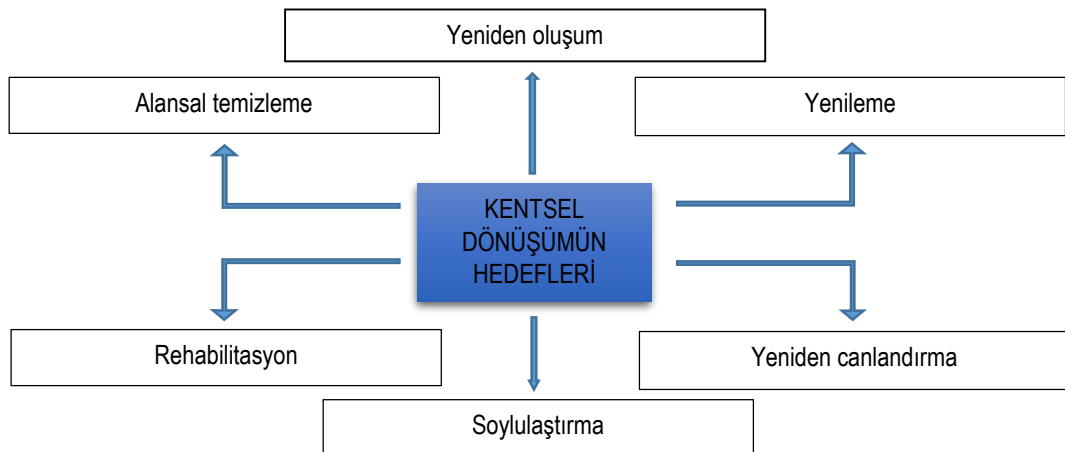 Yeniden oluşum
Alansal temizleme
Yenileme
KENTSEL
DÖNÜŞÜMÜN
HEDEFLERİ
Rehabilitasyon
Yeniden canlandırma
Soylulaştırma